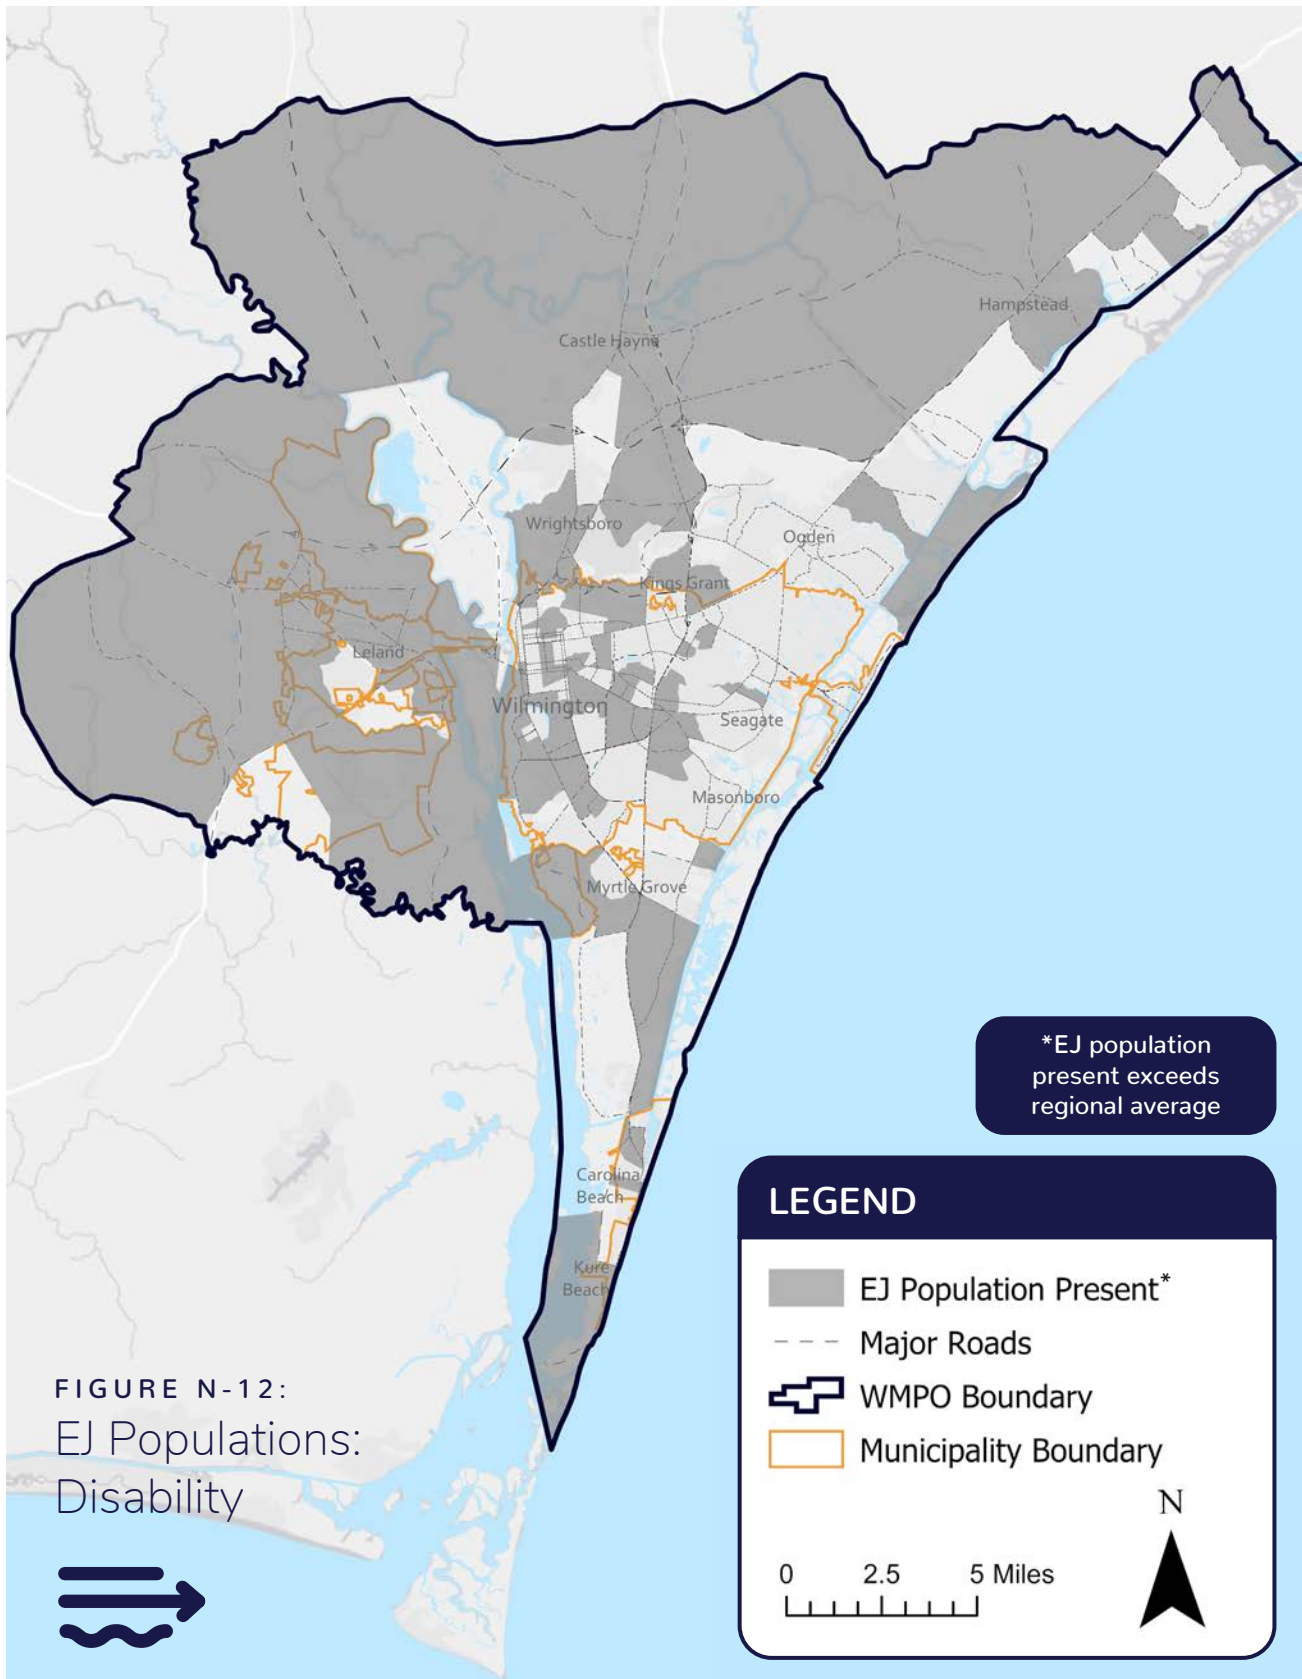 Hampstead
Castle Hayne
Wrightsboro
Ogden
Kings Grant
Leland
Wilmington
Seagate
Masonboro
Myrtle Grove
Carolina
Beach
Kure
Beach
*EJ population
present exceeds
regional average
LEGEND
EJ Population Present*
Major Roads
WMPO Boundary
Municipality Boundary
N
0 2.5 5 Miles
FIGURE N-12:
EJ Populations:
Disability